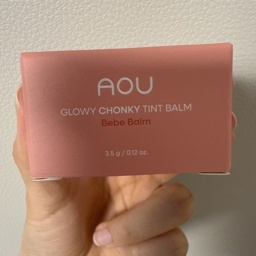 AOU
GLOWY CHONKY TINT BALM
Bebe Balm
3.5 g / 0.12 oz.